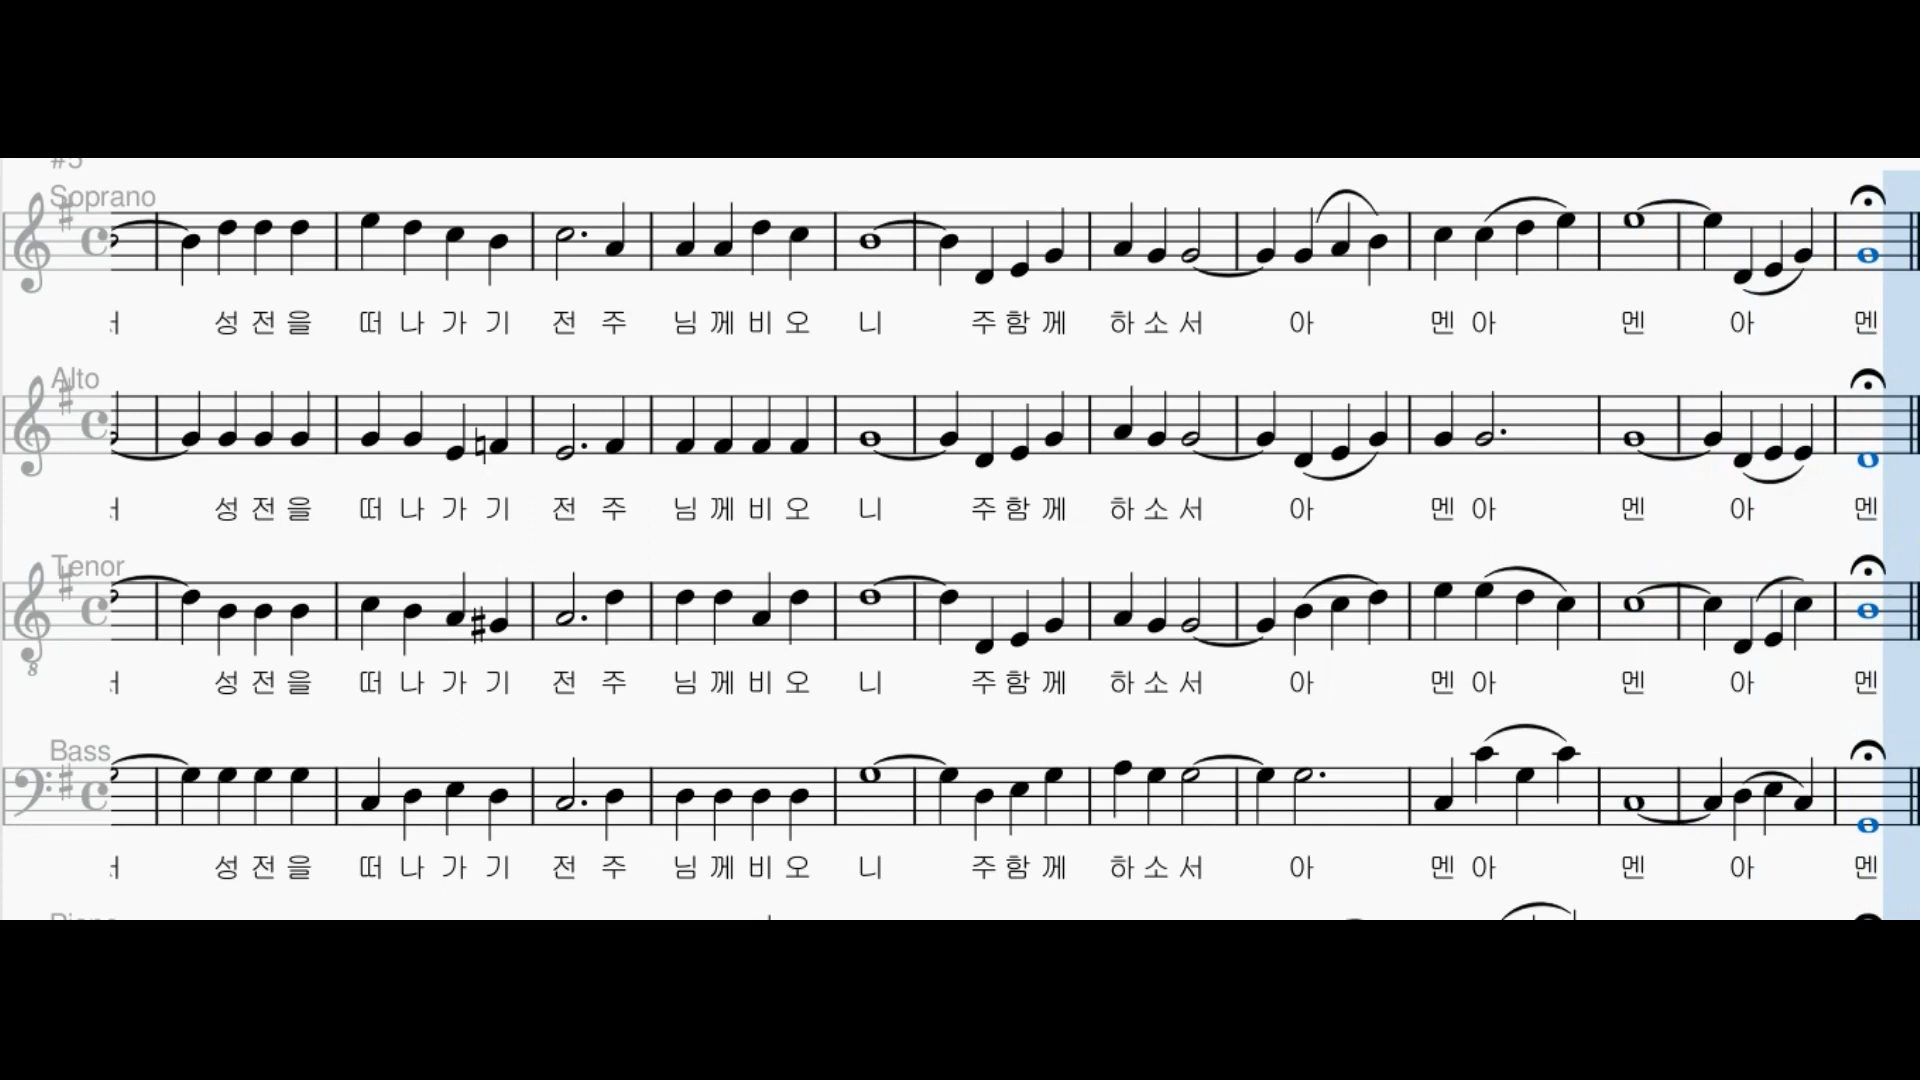 #5
Soprano
성 전 을 떠 나 가 기 전 주 님 께 비 오 니 주 함 께 하 소 서 아 멘 아 멘 아 멘
Alto
성 전 을 떠 나 가 기 전 주 님 께 비 오 니 주 함 께 하 소 서 아 멘 아 멘 아 멘
Tenor
8
성 전 을 떠 나 가 기 전 주 님 께 비 오 니 주 함 께 하 소 서 아 멘 아 멘 아 멘
Bass
성 전 을 떠 나 가 기 전 주 님 께 비 오 니 주 함 께 하 소 서 아 멘 아 멘 아 멘